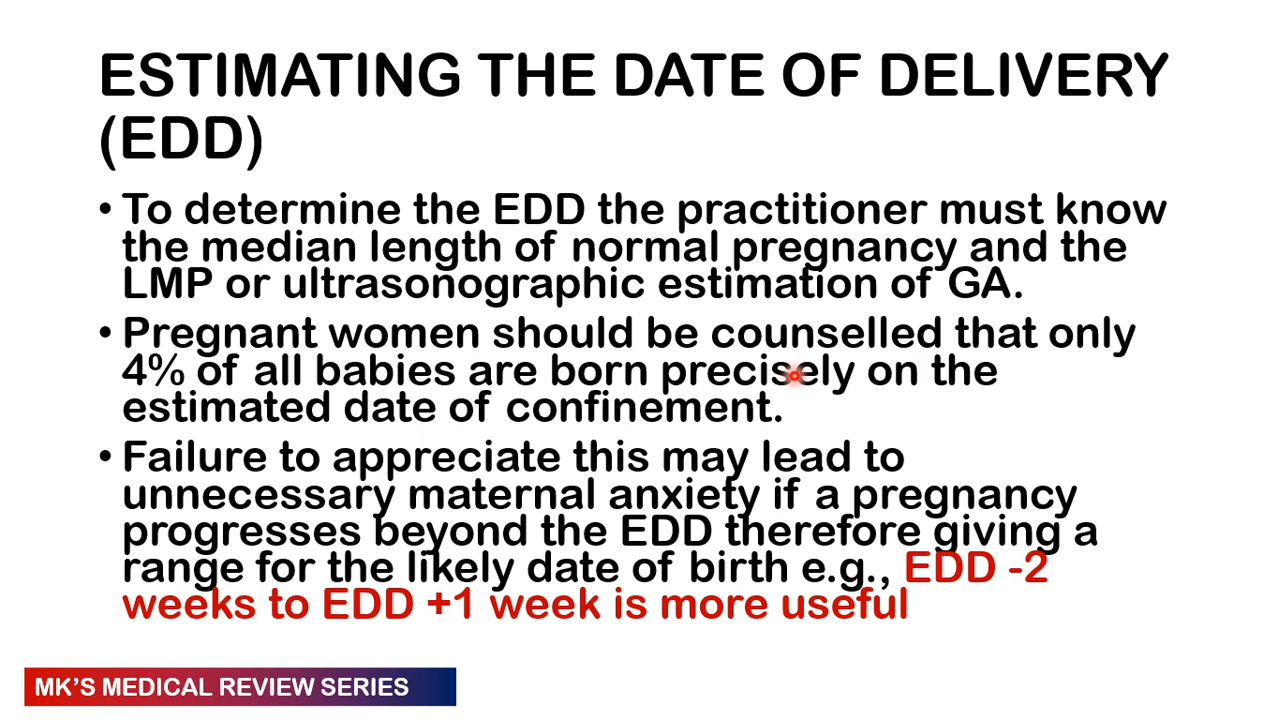 ESTIMATING THE DATE OF DELIVERY
(EDD)
• To determine the EDD the practitioner must know
the median length of normal pregnancy and the
LMP or ultrasonographic estimation of GA.
• Pregnant women should be counselled that only
4% of all babies are born precisely on the
estimated date of confinement.
• Failure to appreciate this may lead to
unnecessary maternal anxiety if a pregnancy
progresses beyond the EDD therefore giving a
range for the likely date of birth e.g., EDD -2
weeks to EDD +1 week is more useful
MK'S MEDICAL REVIEW SERIES